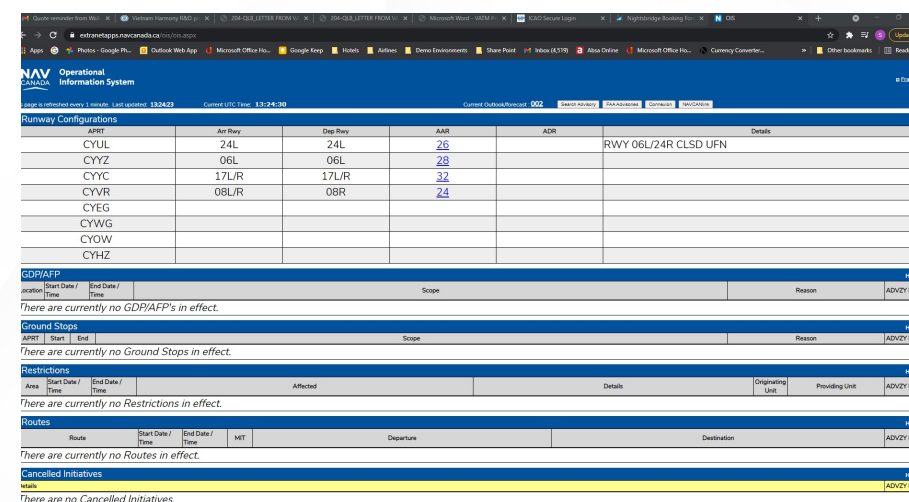 Quote reminder from Wali
Vietnam Harmony R&D
204-QL8_LETTER FROM
204-QL8_LETTER FROM
Microsoft Word - VATM
ICAO Secure Login
Nightsbridge Booking
OIS
extranetapps.navcanada.ca/ois/ois.aspx
Apps G Photos - Google Ph... Outlook Web App Microsoft Office Ho... Google Keep Hotels Airlines Demo Environments Share Point Inbox (4,519) Absa Online Microsoft Office Ho... Currency Converter... » Other bookmarks
NAV CANADA
Operational
Information System
page is refreshed every 1 minute. Last updated: 13:24:23 Current UTC Time: 13:24:30 Current Outlook/forecast: 002 Search Advisory FAA Advisories Connexion NAVCANlink
Runway Configurations
APRT Arr Rwy Dep Rwy AAR ADR Details
CYUL 24L 24L 26 RWY 06L/24R CLSD UFN
CYYZ 06L 06L 28
CYYC 17L/R 17L/R 32
CYVR 08L/R 08R 24
CYEG
CYWG
CYOW
CYHZ
GDP/AFP
Location Start Date / Time End Date / Time Scope Reason ADVZY
There are currently no GDP/AFP's in effect.
Ground Stops
APRT Start End Scope Reason ADVZY
There are currently no Ground Stops in effect.
Restrictions
Area Start Date / Time End Date / Time Affected Details Originating Unit Providing Unit ADVZY
There are currently no Restrictions in effect.
Routes
Route Start Date / Time End Date / Time MIT Departure Destination ADVZY
There are currently no Routes in effect.
Cancelled Initiatives
Details ADVZY
There are no Cancelled Initiatives.